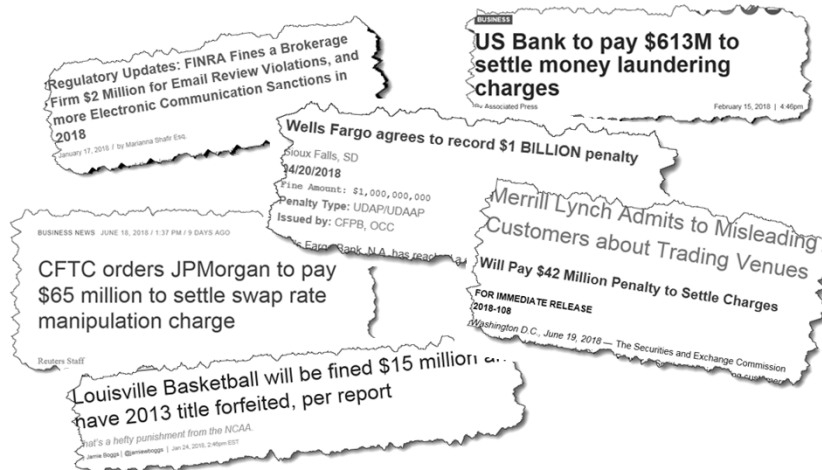 Regulatory Updates: FINRA Fines a Brokerage
Firm $2 Million for Email Review Violations, and
more Electronic Communication Sanctions in
2018
January 17, 2018 / by Marianna Shafir Esq.
BUSINESS
US Bank to pay $613M to
settle money laundering
charges
By Associated Press
February 15, 2018 | 4:46pm
Wells Fargo agrees to record $1 BILLION penalty
Sioux Falls, SD
04/20/2018
Fine Amount: $1,000,000,000
Penalty Type: UDAP/UDAAP
Issued by: CFPB, OCC
Fargo Bank, N.A. has reached a
Merrill Lynch Admits to Misleading
Customers about Trading Venues
Will Pay $42 Million Penalty to Settle Charges
FOR IMMEDIATE RELEASE
2018-108
Washington D.C., June 19, 2018 — The Securities and Exchange Commission
BUSINESS NEWS JUNE 18, 2018 / 1:37 PM / 9 DAYS AGO
CFTC orders JPMorgan to pay
$65 million to settle swap rate
manipulation charge
Reuters Staff
Louisville Basketball will be fined $15 million
have 2013 title forfeited, per report
That's a hefty punishment from the NCAA.
Jamie Boggs | @jamiewboggs | Jan 24, 2018, 2:46pm EST